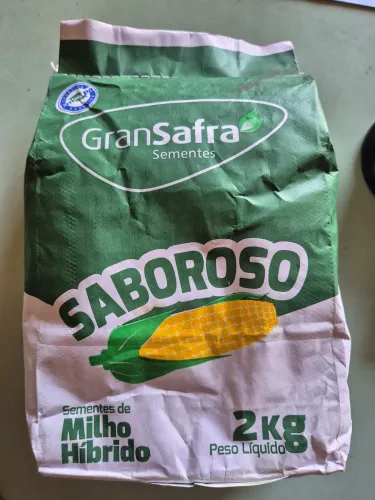 GranSafra
Sementes
SABOROSO
Sementes de
Milho
Híbrido
2Kg
Peso Líquido